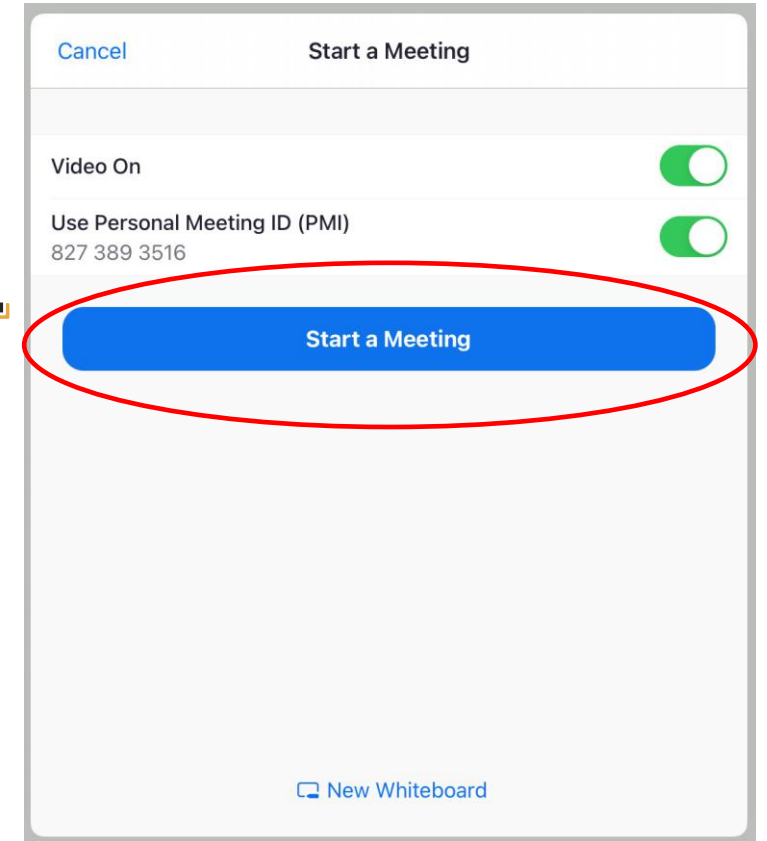 Cancel
Start a Meeting
Video On
Use Personal Meeting ID (PMI)
827 389 3516
Start a Meeting
New Whiteboard